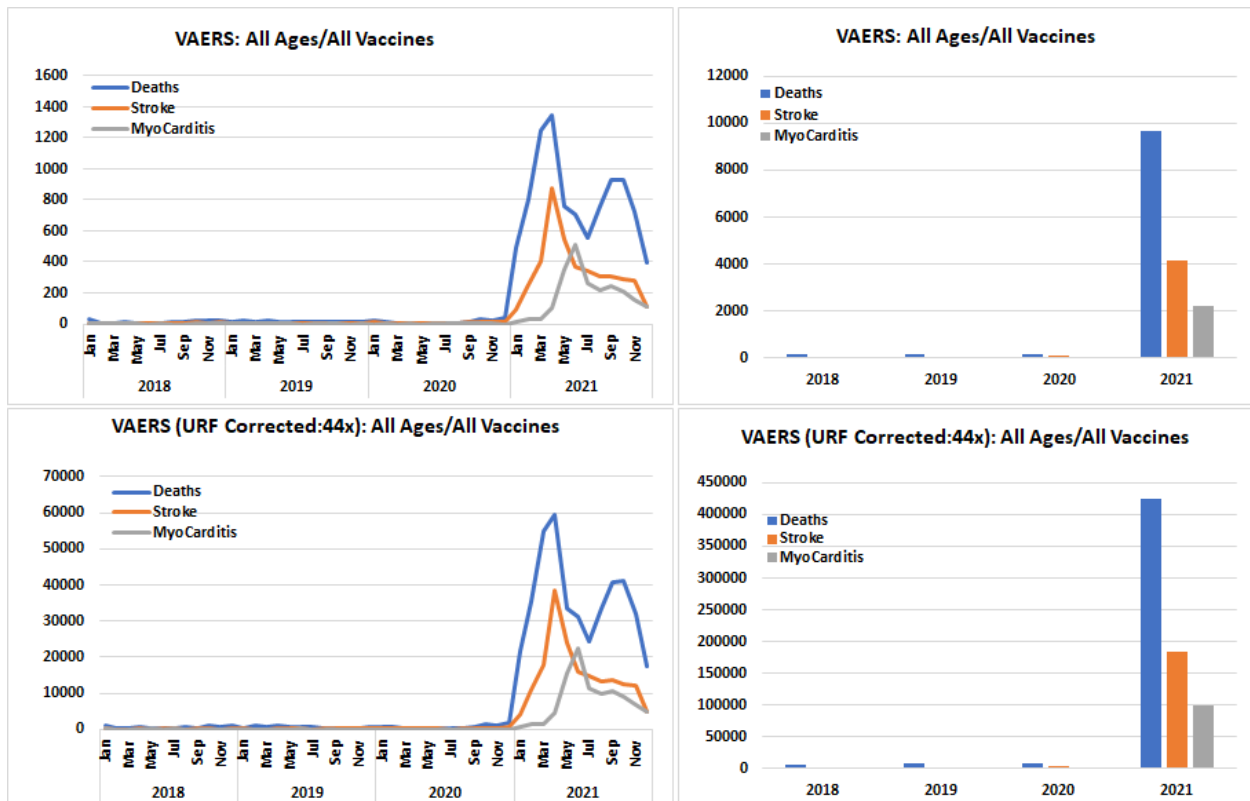 VAERS: All Ages/All Vaccines
1600
1400
1200
1000
800
600
400
200
0
Deaths
Stroke
MyoCarditis
Jan Mar May Jul Sep Nov Jan Mar May Jul Sep Nov Jan Mar May Jul Sep Nov Jan Mar May Jul Sep Nov
2018 2019 2020 2021
VAERS: All Ages/All Vaccines
12000
10000
8000
6000
4000
2000
0
Deaths
Stroke
MyoCarditis
2018 2019 2020 2021
VAERS (URF Corrected:44x): All Ages/All Vaccines
70000
60000
50000
40000
30000
20000
10000
0
Deaths
Stroke
MyoCarditis
Jan Mar May Jul Sep Nov Jan Mar May Jul Sep Nov Jan Mar May Jul Sep Nov Jan Mar May Jul Sep Nov
2018 2019 2020 2021
VAERS (URF Corrected:44x): All Ages/All Vaccines
450000
400000
350000
300000
250000
200000
150000
100000
50000
0
Deaths
Stroke
MyoCarditis
2018 2019 2020 2021